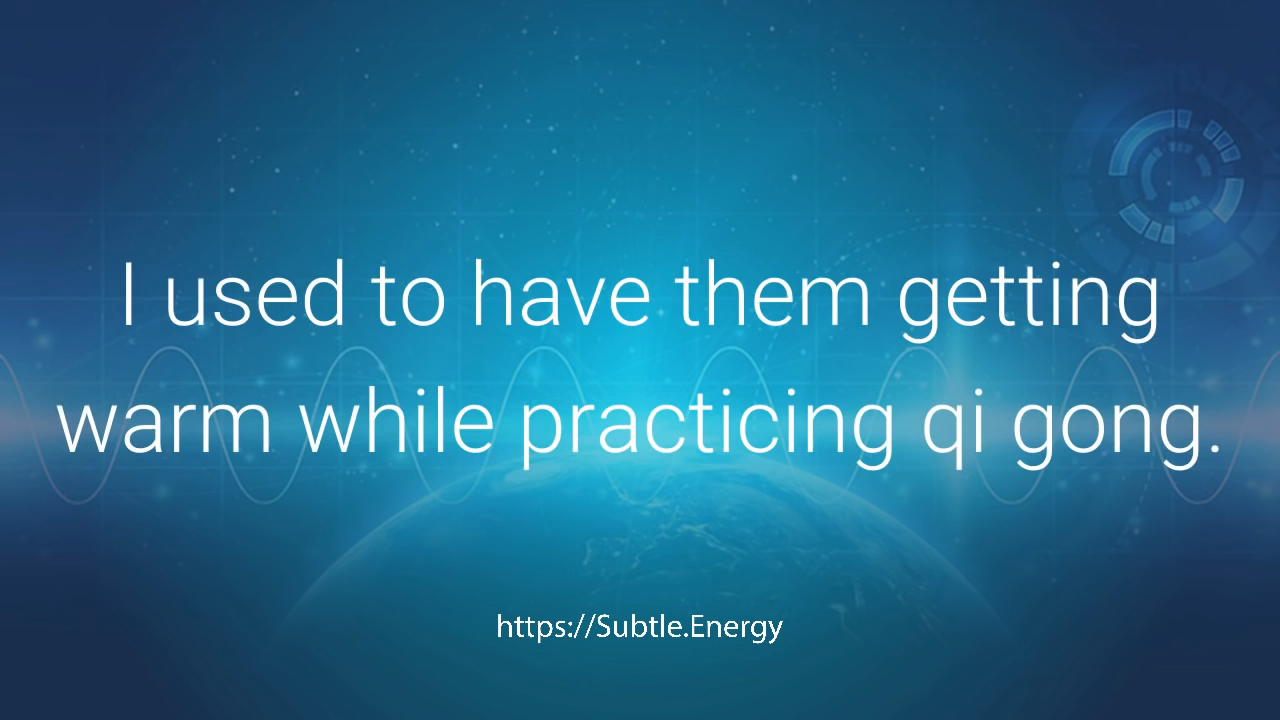 I used to have them getting
warm while practicing qi gong.
https://Subtle.Energy